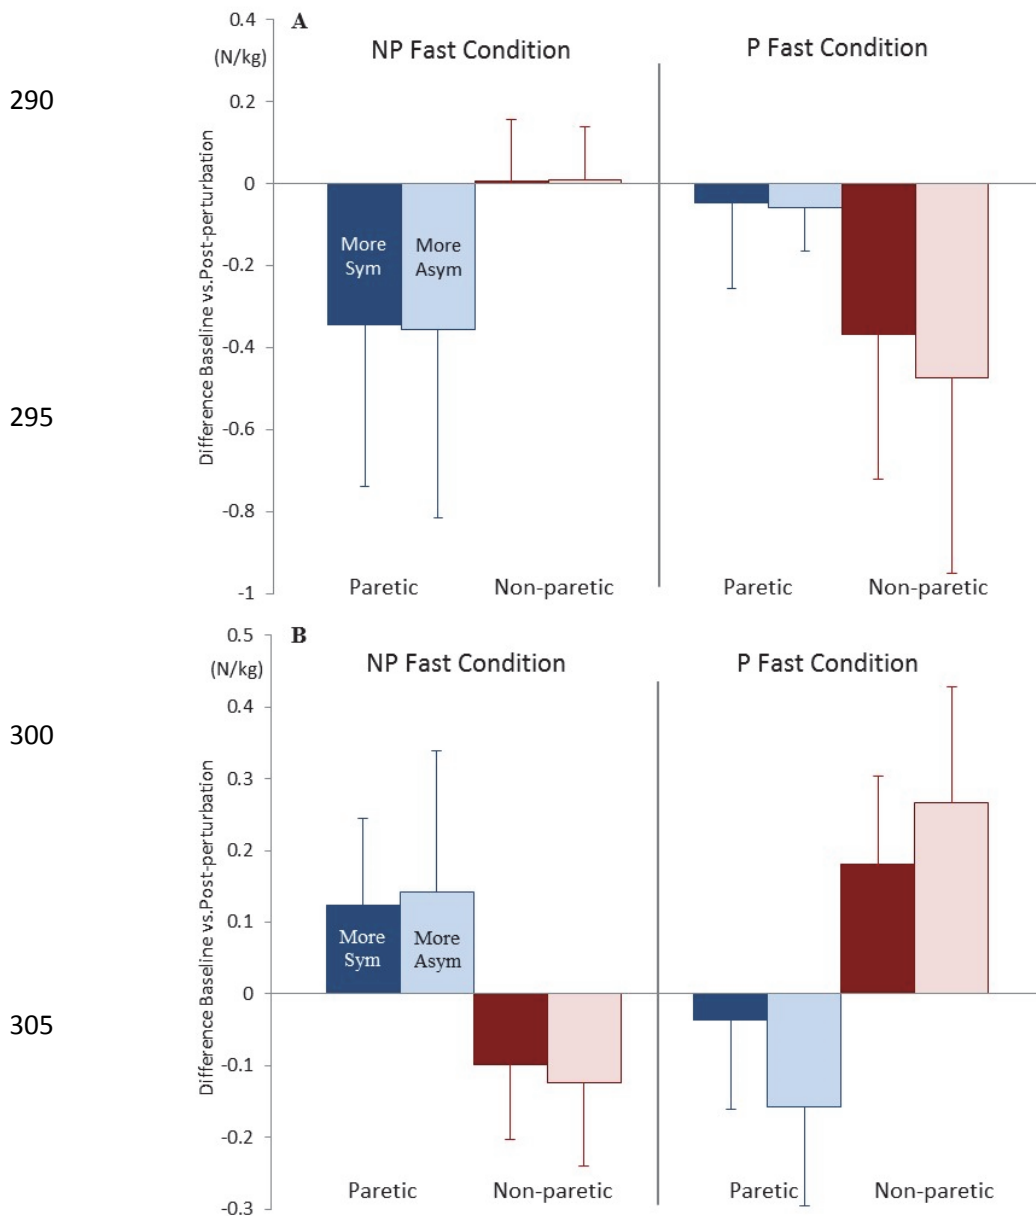 0.4
A
(N/kg)
NP Fast Condition
P Fast Condition
290
0.2
Difference Baseline vs.Post-perturbation
0
More
Sym
More
Asym
-0.2
-0.4
295
-0.6
-0.8
-1
Paretic
Non-paretic
Paretic
Non-paretic
0.5
B
(N/kg)
NP Fast Condition
P Fast Condition
0.4
300
Difference Baseline vs.Post-perturbation
0.3
0.2
0.1
More
Sym
More
Asym
0
305
-0.1
-0.2
-0.3
Paretic
Non-paretic
Paretic
Non-paretic